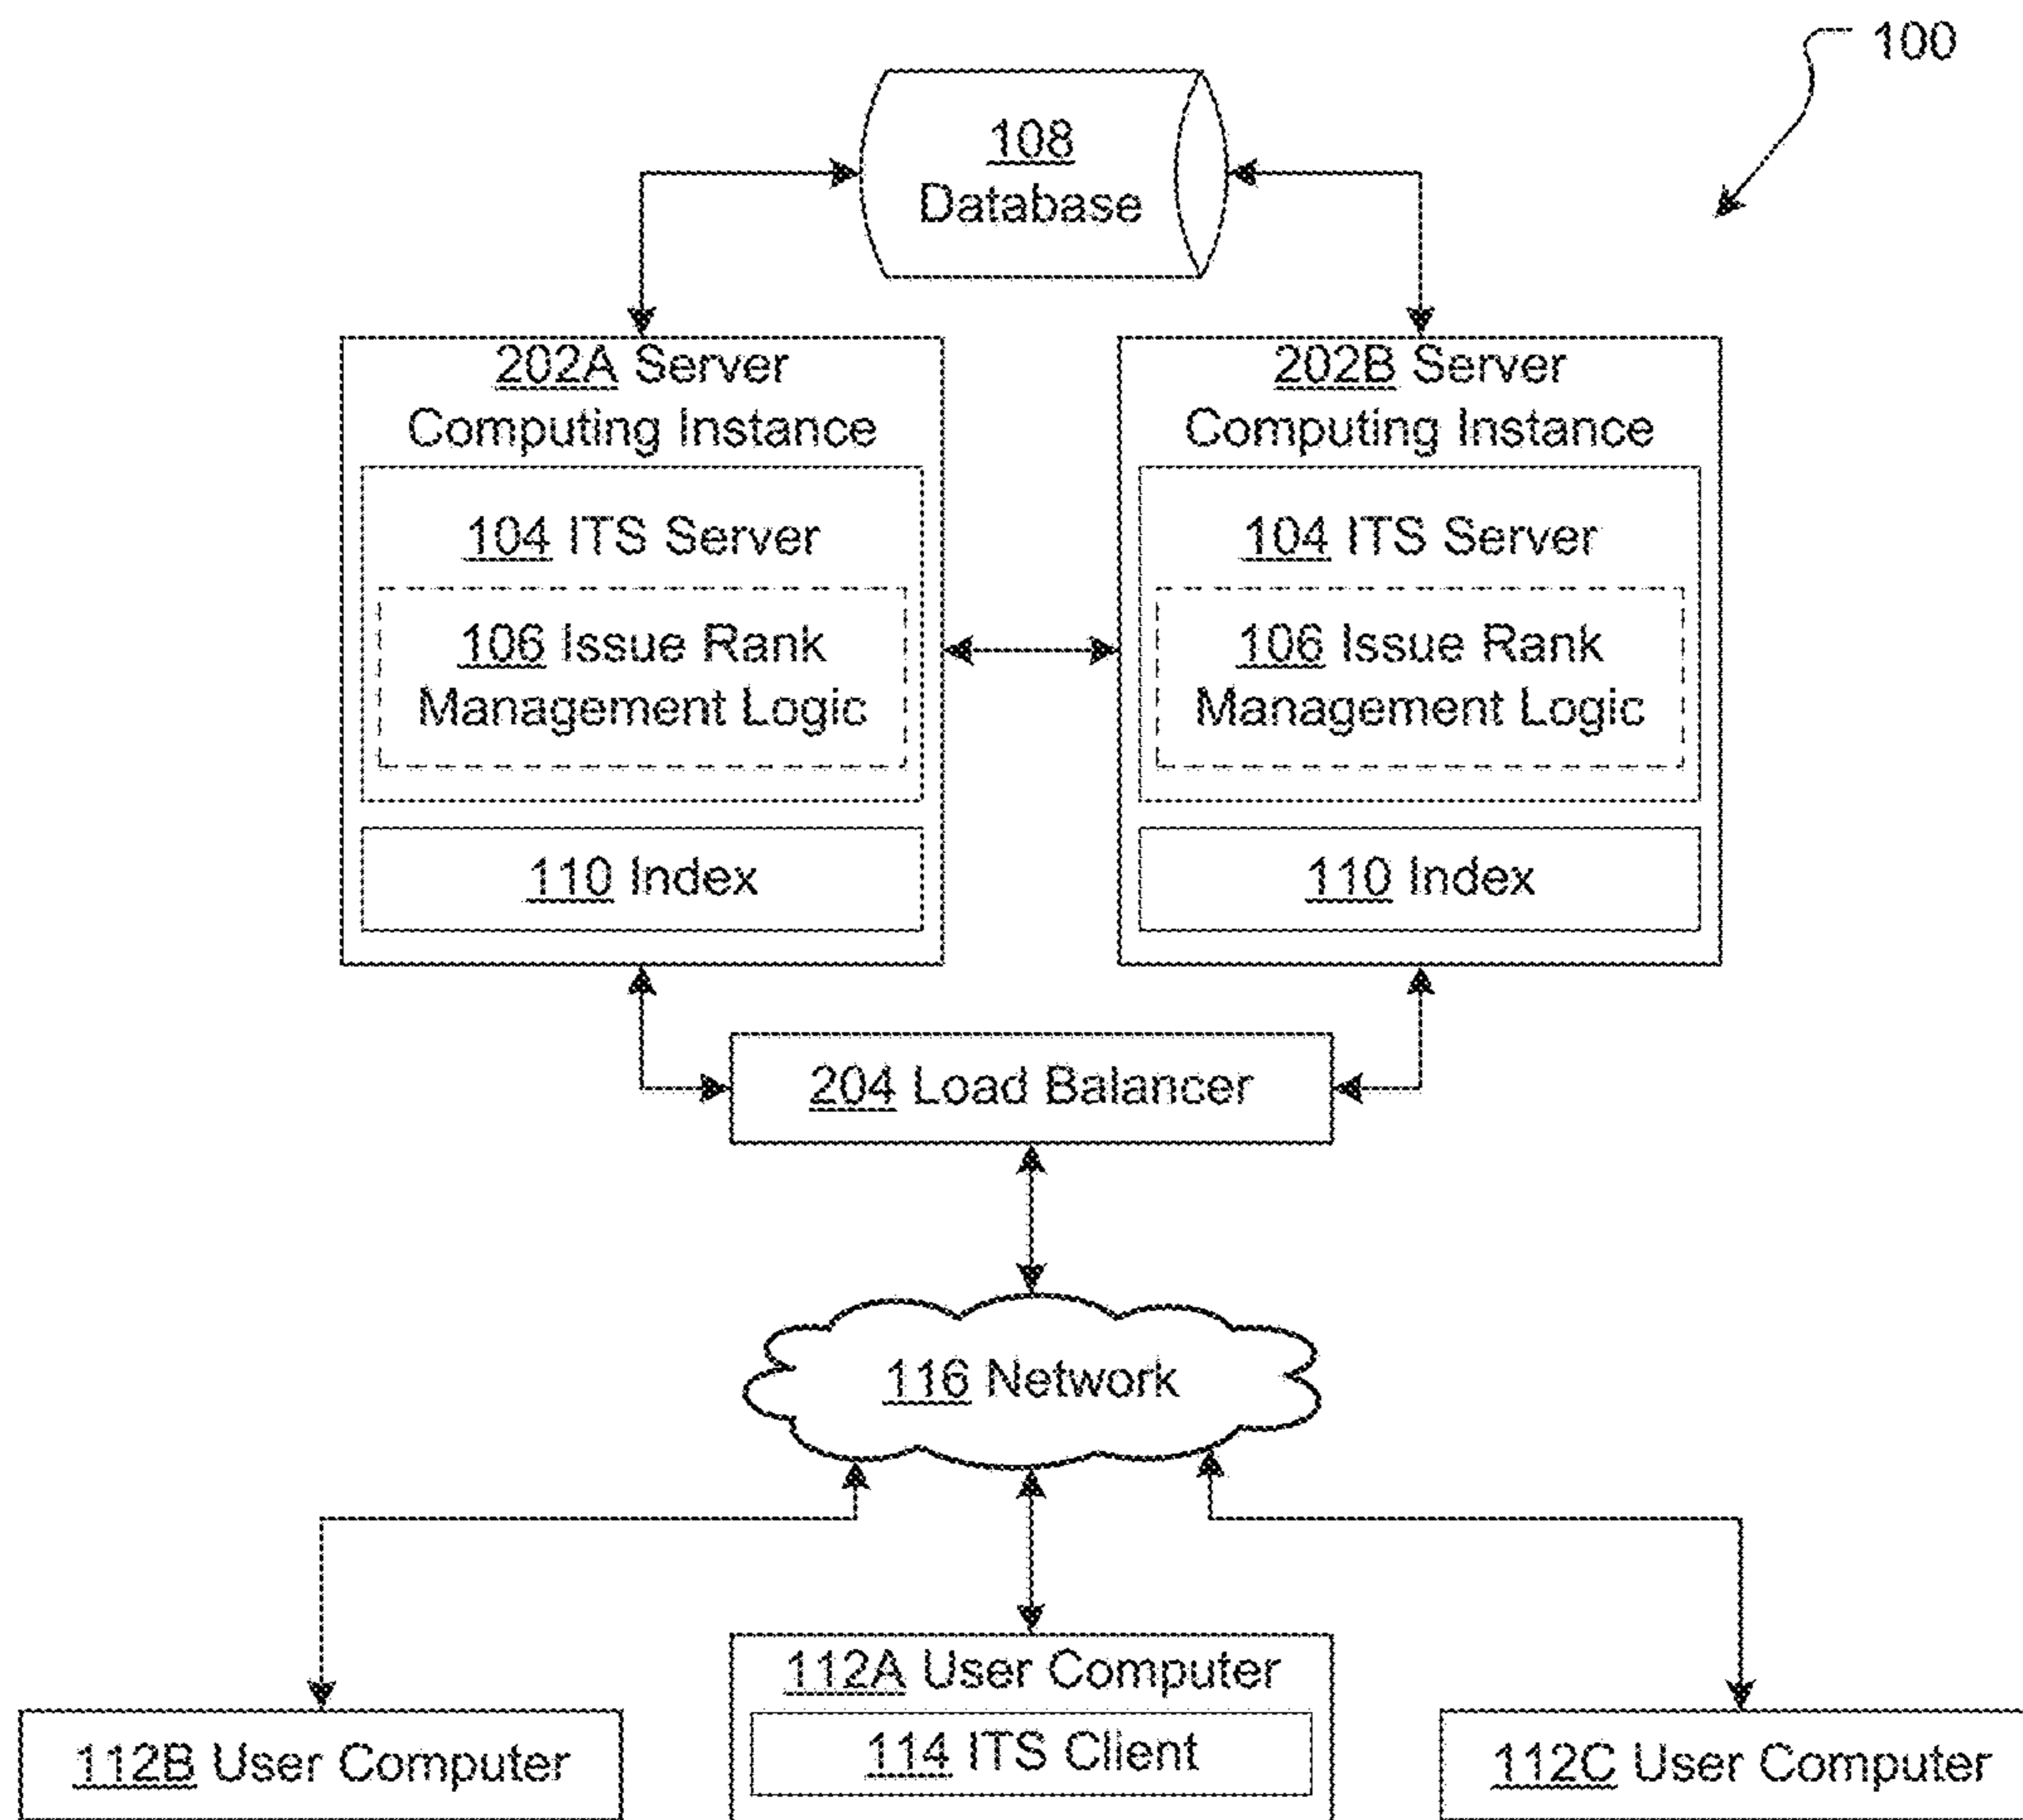 100
108
Database
202A Server
Computing Instance
104 ITS Server
106 Issue Rank
Management Logic
110 Index
202B Server
Computing Instance
104 ITS Server
106 Issue Rank
Management Logic
110 Index
204 Load Balancer
116 Network
112B User Computer
112A User Computer
114 ITS Client
112C User Computer